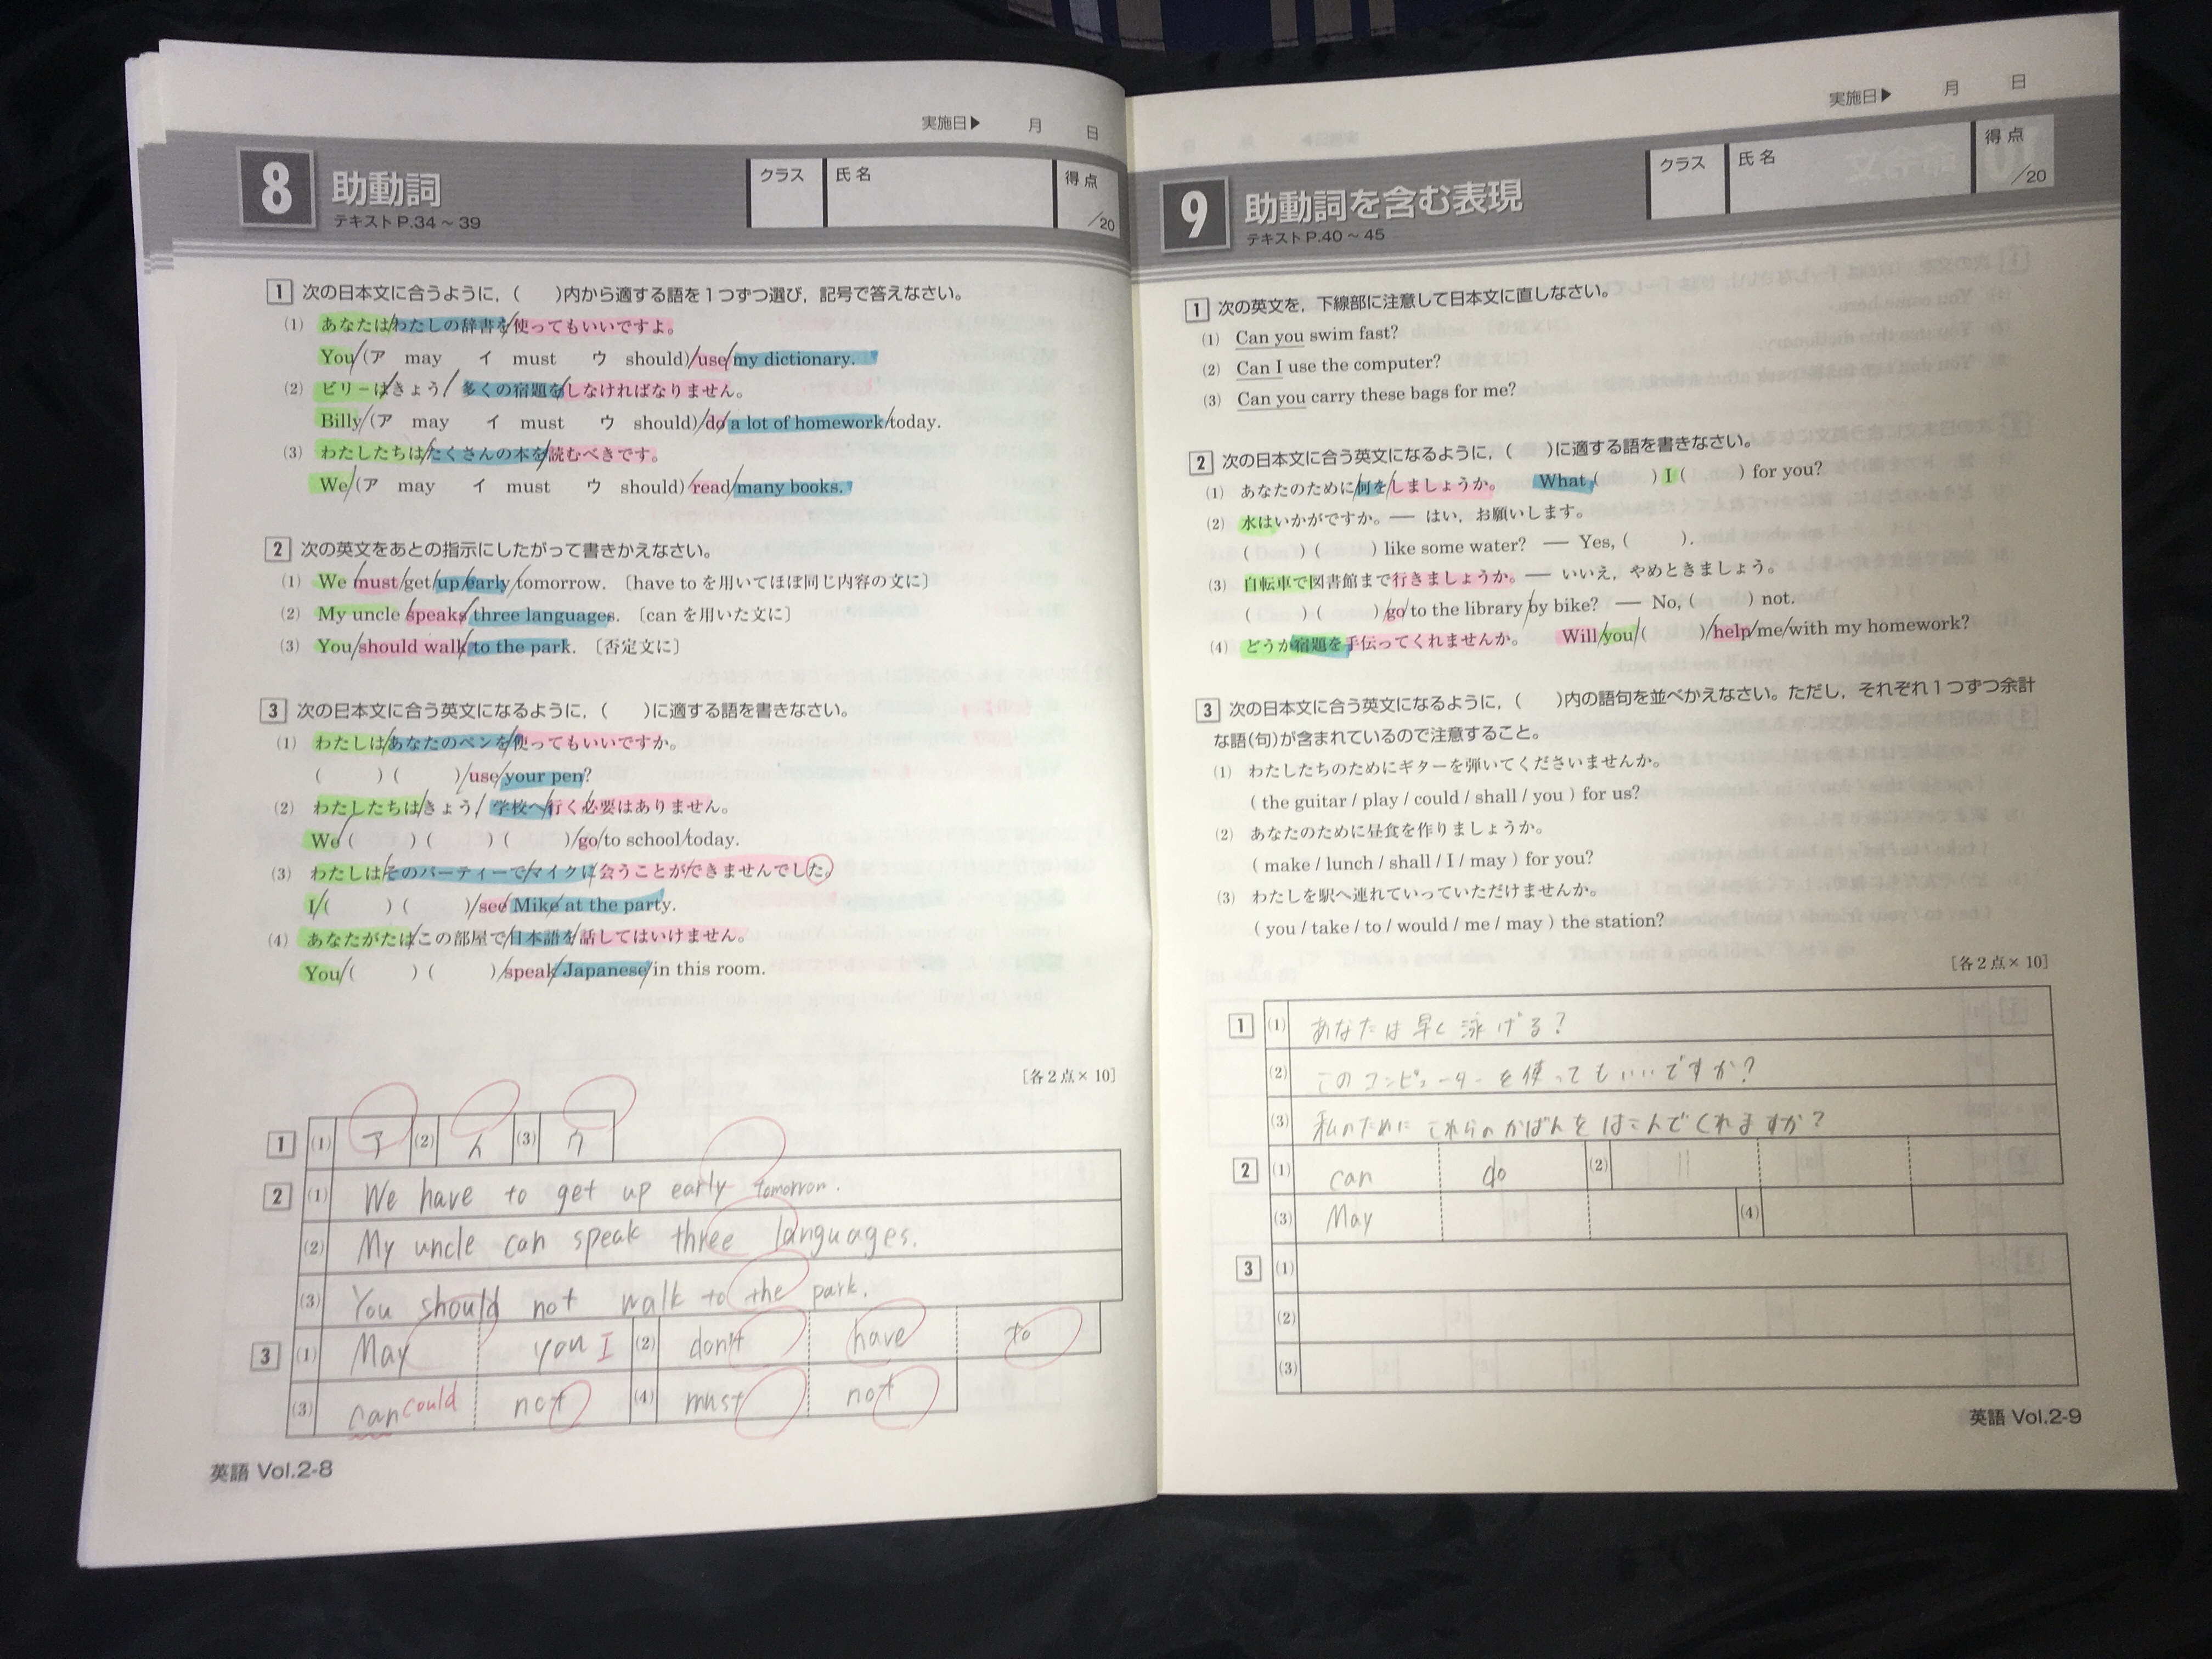 実施日▶ 月 日
8 助動詞
テキストP.34～39
クラス 氏名 得点 /20
1 次の日本文に合うように，( )内から適する語を1つずつ選び，記号で答えなさい。
(1) あなたはわたしの辞書を使ってもいいですよ。
You (ア may イ must ウ should) use my dictionary.
(2) ビリーはきょう多くの宿題をしなければなりません。
Billy (ア may イ must ウ should) do a lot of homework today.
(3) わたしたちはたくさんの本を読むべきです。
We (ア may イ must ウ should) read many books.
2 次の英文をあとの指示にしたがって書きかえなさい。
(1) We must get up early tomorrow. 〔have to を用いてほぼ同じ内容の文に〕
(2) My uncle speaks three languages. 〔can を用いた文に〕
(3) You should walk to the park. 〔否定文に〕
3 次の日本文に合う英文になるように，( )に適する語を書きなさい。
(1) わたしはあなたのペンを使ってもいいですか。
( ) ( ) use your pen?
(2) わたしたちはきょう学校へ行く必要はありません。
We ( ) ( ) ( ) go to school today.
(3) わたしはそのパーティーでマイクに会うことができませんでした。
I ( ) ( ) see Mike at the party.
(4) あなたがたはこの部屋で日本語を話してはいけません。
You ( ) ( ) speak Japanese in this room.
[各2点×10]
1 (1) ア (2) イ (3) ウ
2 (1) We have to get up early tomorrow.
(2) My uncle can speak three languages.
(3) You should not walk to the park.
3 (1) May you I (2) don't have to
(3) can could not (4) must not
英語 Vol.2-8
実施日▶ 月 日
9 助動詞を含む表現
テキストP.40～45
クラス 氏名 得点 /20
1 次の英文を，下線部に注意して日本文に直しなさい。
(1) Can you swim fast?
(2) Can I use the computer?
(3) Can you carry these bags for me?
2 次の日本文に合う英文になるように，( )に適する語を書きなさい。
(1) あなたのために何をしましょうか。 What ( ) I ( ) for you?
(2) 水はいかがですか。— はい，お願いします。
( ) ( ) like some water? — Yes, ( ).
(3) 自転車で図書館まで行きましょうか。— いいえ，やめときましょう。
( ) ( ) go to the library by bike? — No, ( ) not.
(4) どうか宿題を手伝ってくれませんか。 Will you ( ) help me with my homework?
3 次の日本文に合う英文になるように，( )内の語句を並べかえなさい。ただし，それぞれ1つずつ余計
な語(句)が含まれているので注意すること。
(1) わたしたちのためにギターを弾いてくださいませんか。
( the guitar / play / could / shall / you ) for us?
(2) あなたのために昼食を作りましょうか。
( make / lunch / shall / I / may ) for you?
(3) わたしを駅へ連れていっていただけませんか。
( you / take / to / would / me / may ) the station?
[各2点×10]
1 (1) あなたは早く泳げる？
(2) このコンピューターを使ってもいいですか？
(3) 私のためにこれらのかばんをはこんでくれますか？
2 (1) can do (2)
(3) May (4)
3 (1)
(2)
(3)
英語 Vol.2-9